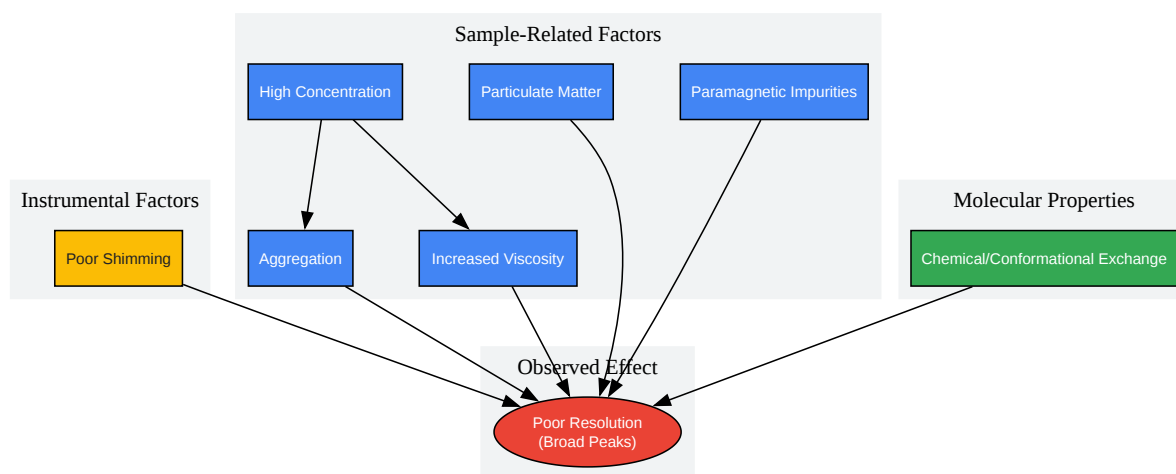 Sample-Related Factors
High Concentration
Particulate Matter
Paramagnetic Impurities
Instrumental Factors
Molecular Properties
Poor Shimming
Aggregation
Increased Viscosity
Chemical/Conformational Exchange
Observed Effect
Poor Resolution
(Broad Peaks)